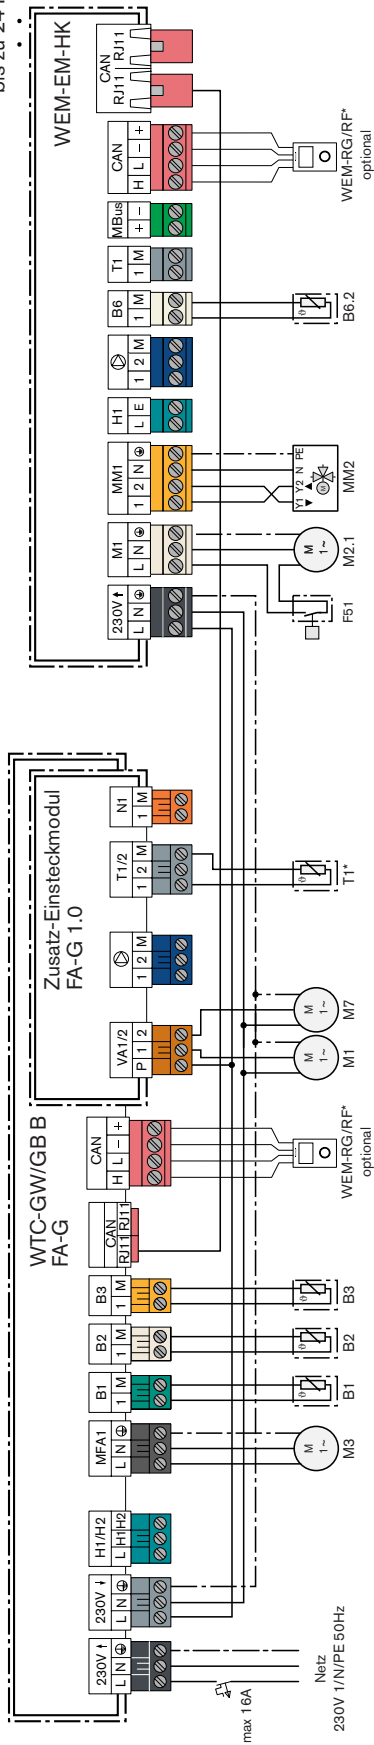 bis zu 24
WTC-GW/GB B
FA-G
Zusatz-Einsteckmodul
FA-G 1.0
WEM-EM-HK
230V
L N
230V
L N
H1/H2
L H1 H2
MFA1
L N
B1
1 M
B2
1 M
B3
1 M
CAN
RJ11 RJ11
CAN
H L − +
VA1/2
P 1 2
1 2 M
T1/2
1 2 M
N1
1 M
230V
L N
M1
L N
MM1
1 2 N
H1
L E
1 2 M
B6
1 M
T1
1 M
MBus
+ −
CAN
H L − +
CAN
RJ11 RJ11
max 16A
Netz
230V 1/N/PE 50Hz
M
1~
M3
ϑ
B1
ϑ
B2
ϑ
B3
WEM-RG/RF*
optional
M
1~
M1
M
1~
M7
ϑ
T1*
F51
M
1~
M2.1
Y1 Y2 N PE
M
MM2
ϑ
B6.2
WEM-RG/RF*
optional